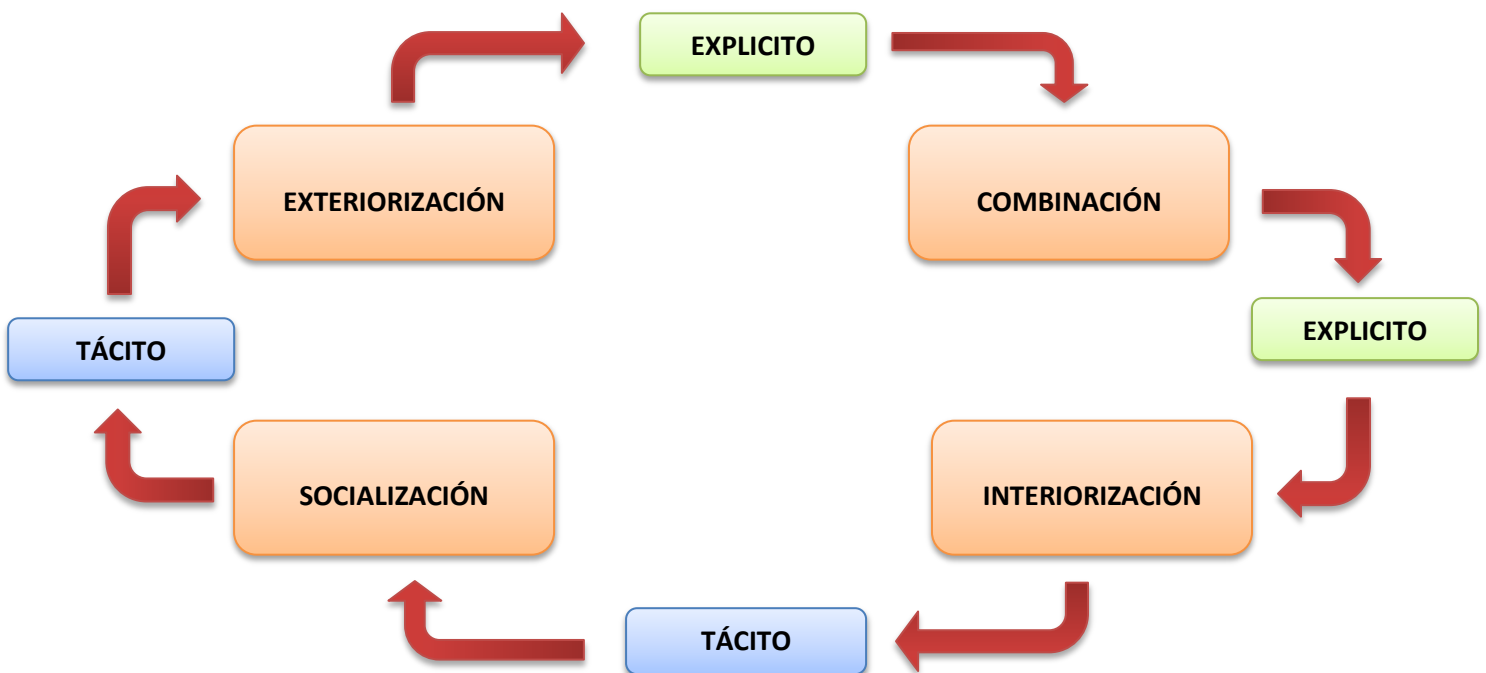 EXPLICITO
EXTERIORIZACIÓN
COMBINACIÓN
TÁCITO
EXPLICITO
SOCIALIZACIÓN
INTERIORIZACIÓN
TÁCITO